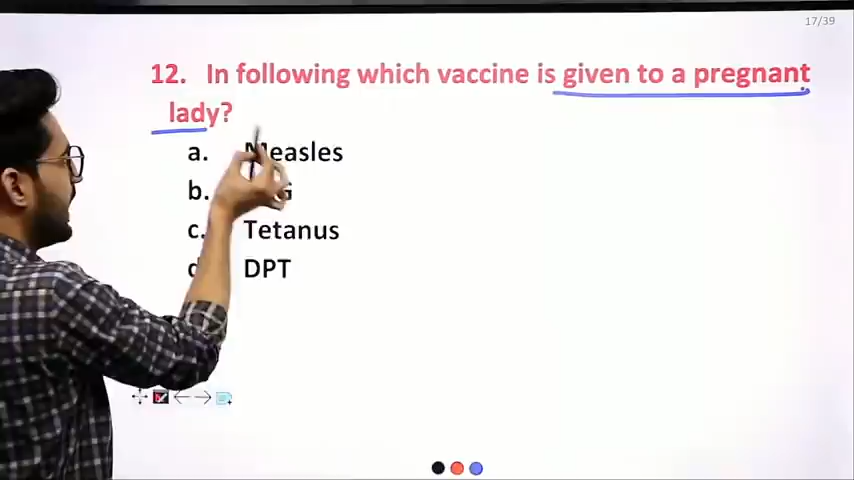 17/39
12. In following which vaccine is given to a pregnant
lady?
a. Measles
b.
c. Tetanus
DPT